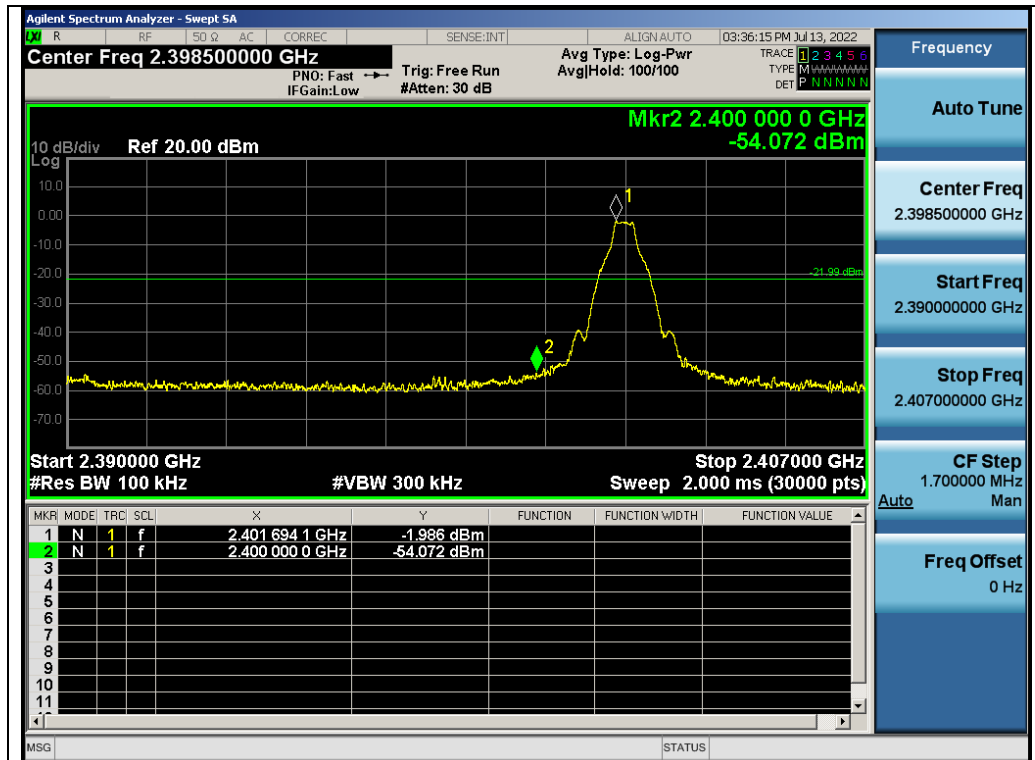 Agilent Spectrum Analyzer - Swept SA
LXI R RF 50 Ω AC CORREC SENSE:INT ALIGN AUTO 03:36:15 PM Jul 13, 2022
Center Freq 2.398500000 GHz
Avg Type: Log-Pwr
TRACE 1 2 3 4 5 6
PNO: Fast
Trig: Free Run
Avg|Hold: 100/100
TYPE M
IFGain:Low
#Atten: 30 dB
DET P N N N N N
Mkr2 2.400 000 0 GHz
-54.072 dBm
10 dB/div Ref 20.00 dBm
Log
10.0
0.00
-10.0
-20.0
-30.0
-40.0
-50.0
-60.0
-70.0
1
-21.99 dBm
2
Start 2.390000 GHz Stop 2.407000 GHz
#Res BW 100 kHz #VBW 300 kHz Sweep 2.000 ms (30000 pts)
MKR MODE TRC SCL X Y FUNCTION FUNCTION WIDTH FUNCTION VALUE
1 N 1 f 2.401 694 1 GHz -1.986 dBm
2 N 1 f 2.400 000 0 GHz -54.072 dBm
3
4
5
6
7
8
9
10
11
MSG STATUS
Frequency
Auto Tune
Center Freq
2.398500000 GHz
Start Freq
2.390000000 GHz
Stop Freq
2.407000000 GHz
CF Step
1.700000 MHz
Auto Man
Freq Offset
0 Hz